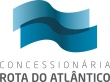 CONCESSIONÁRIA
ROTA DO ATLÂNTICO